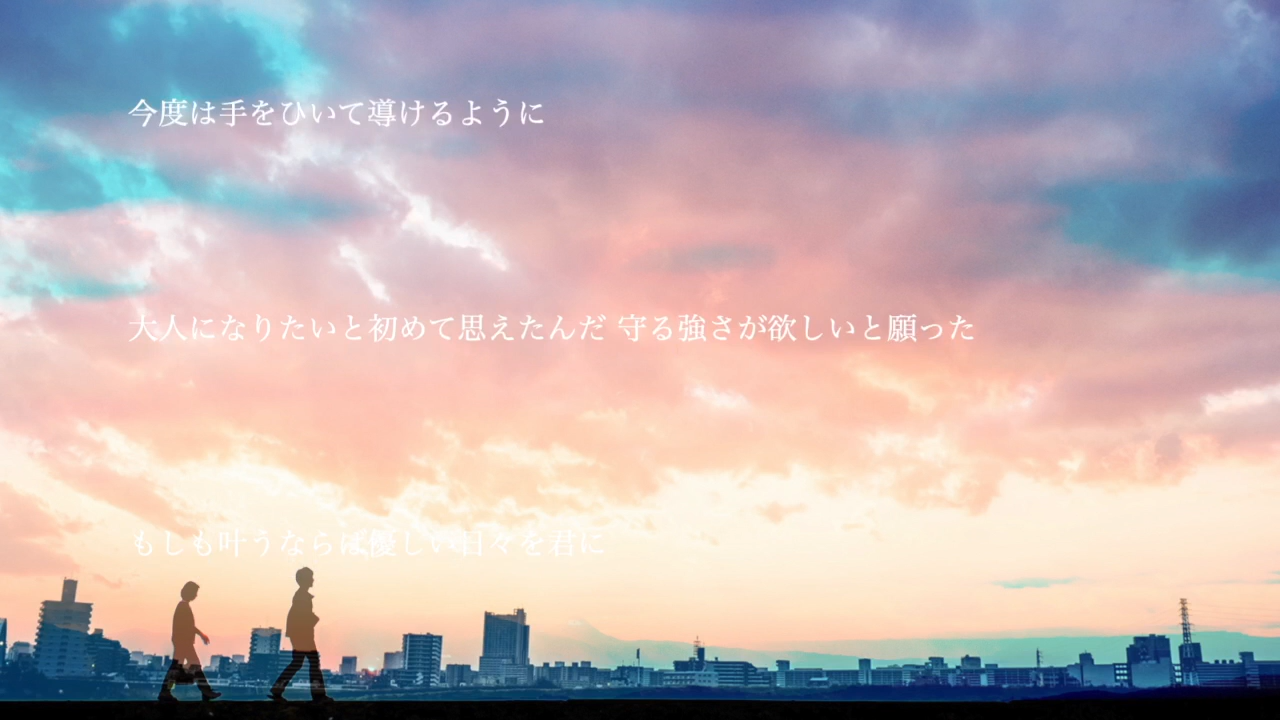 今度は手をひいて導けるように
大人になりたいと初めて思えたんだ 守る強さが欲しいと願った
もしも叶うならば優しい日々を君に